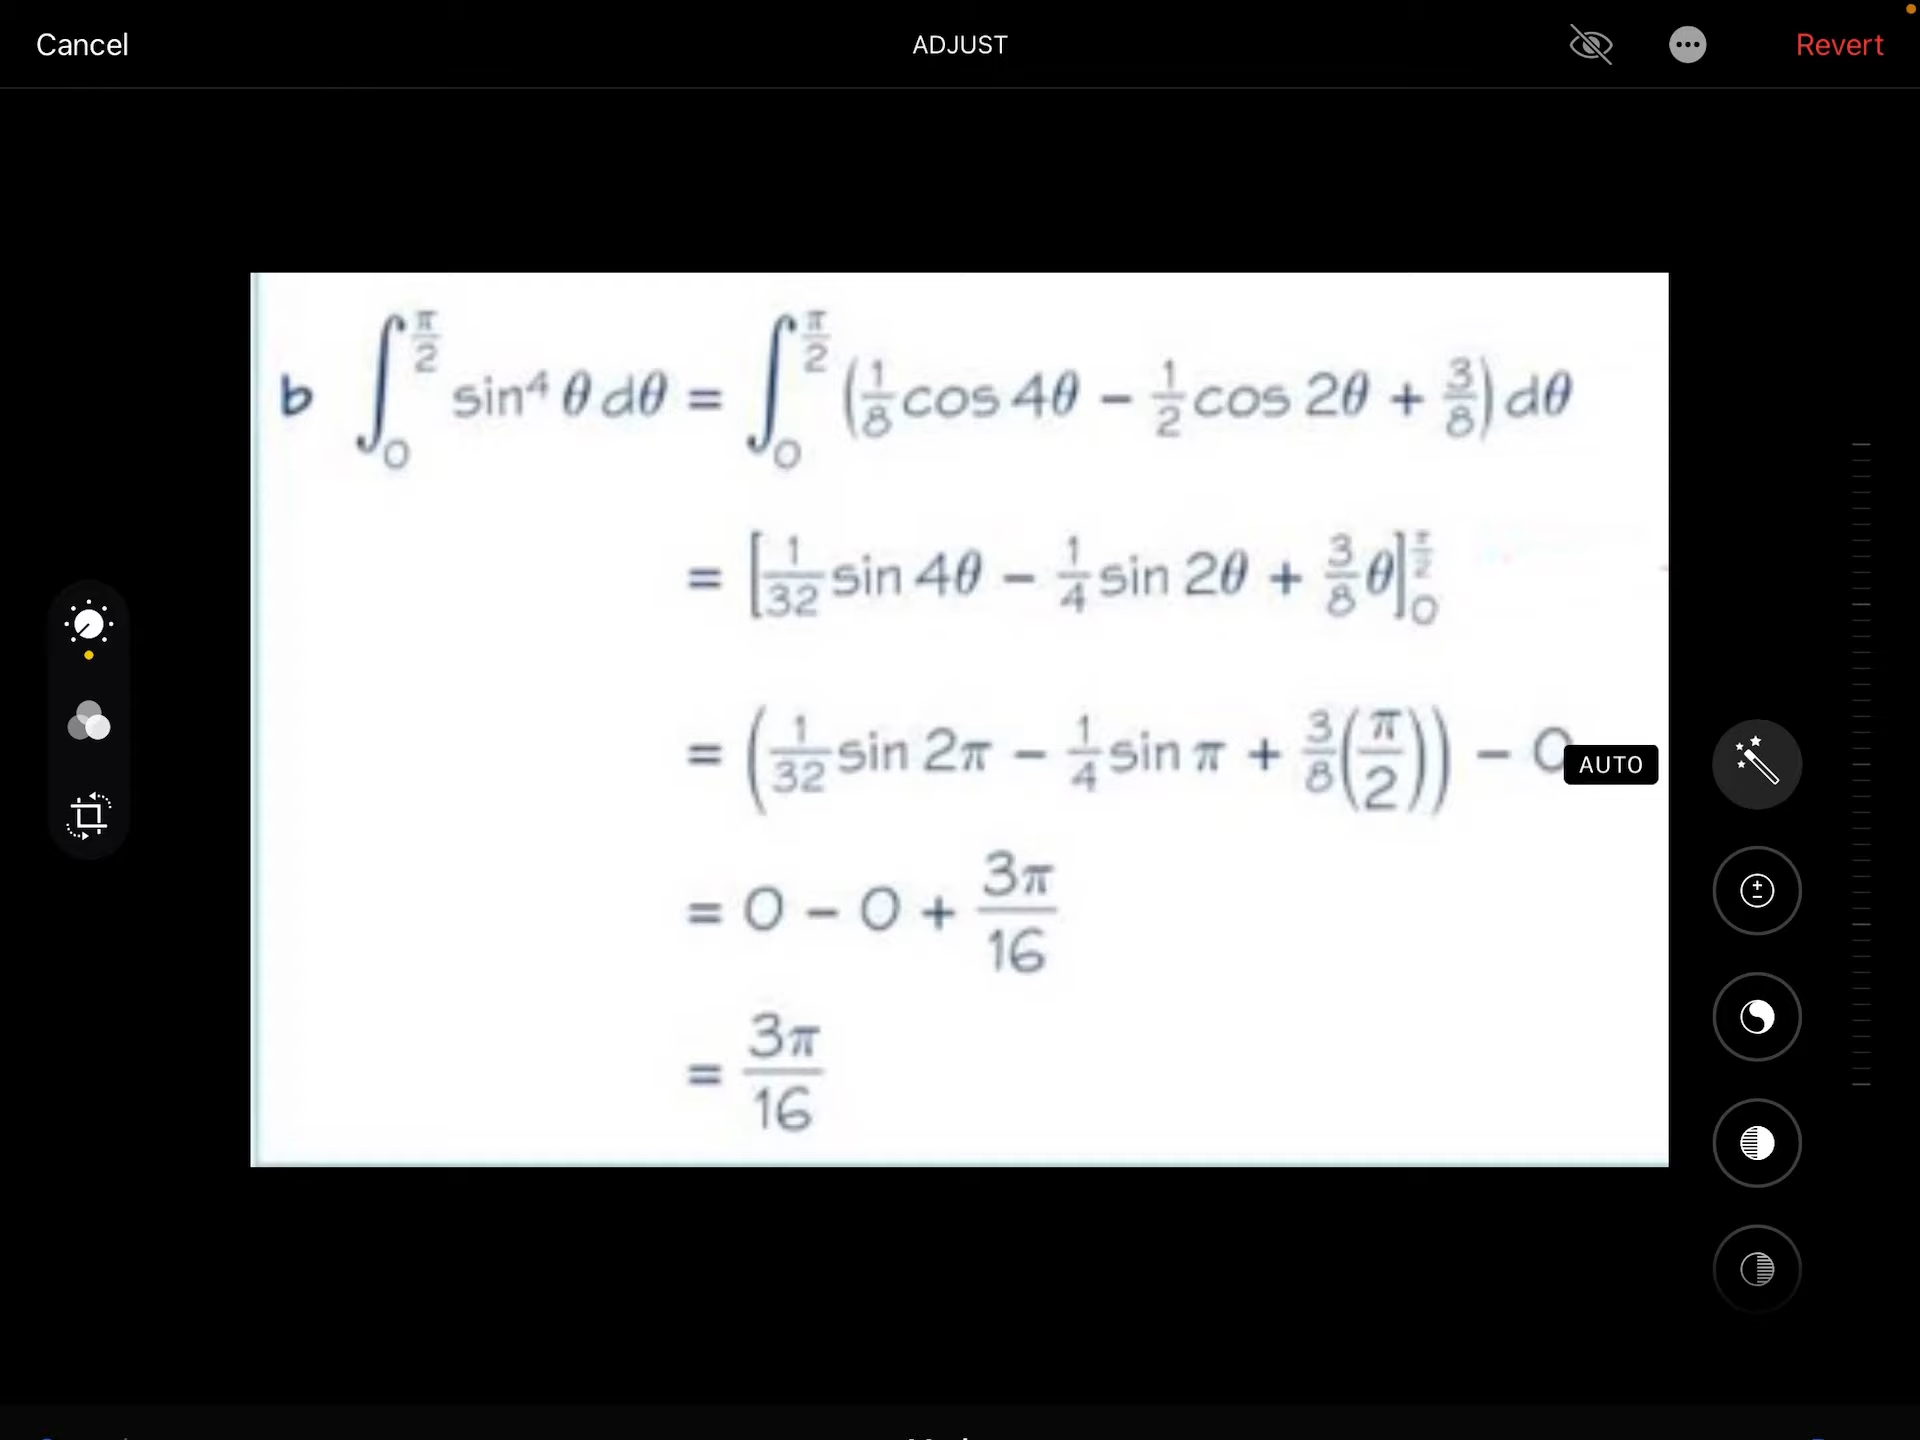 Cancel ADJUST Revert
b ∫₀^(π/2) sin⁴ θ dθ = ∫₀^(π/2) (1/8 cos 4θ − 1/2 cos 2θ + 3/8) dθ
= [1/32 sin 4θ − 1/4 sin 2θ + 3/8 θ]₀^(π/2)
= (1/32 sin 2π − 1/4 sin π + 3/8 (π/2)) − 0
AUTO
= 0 − 0 + 3π/16
= 3π/16